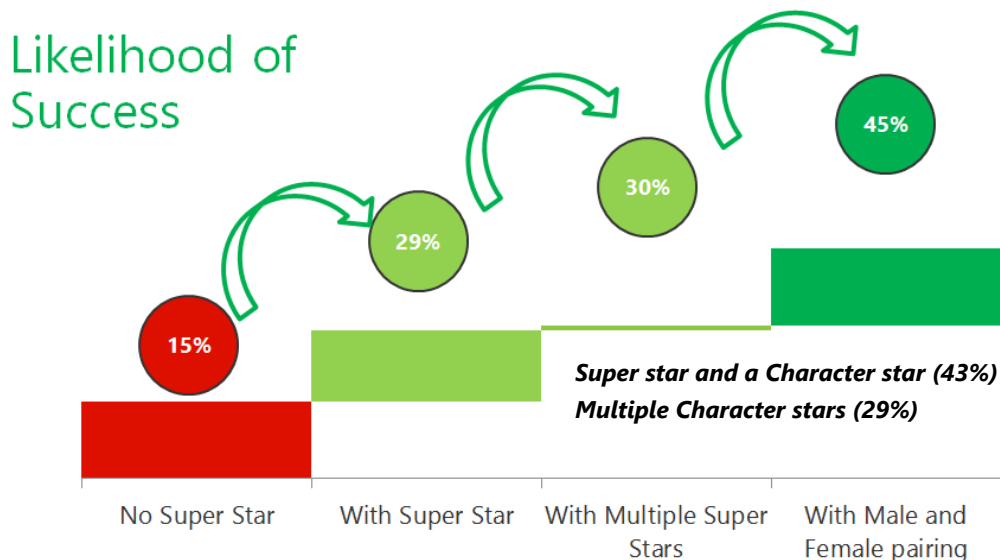 Likelihood of
Success
45%
30%
29%
15%
Super star and a Character star (43%)
Multiple Character stars (29%)
No Super Star
With Super Star
With Multiple Super
Stars
With Male and
Female pairing